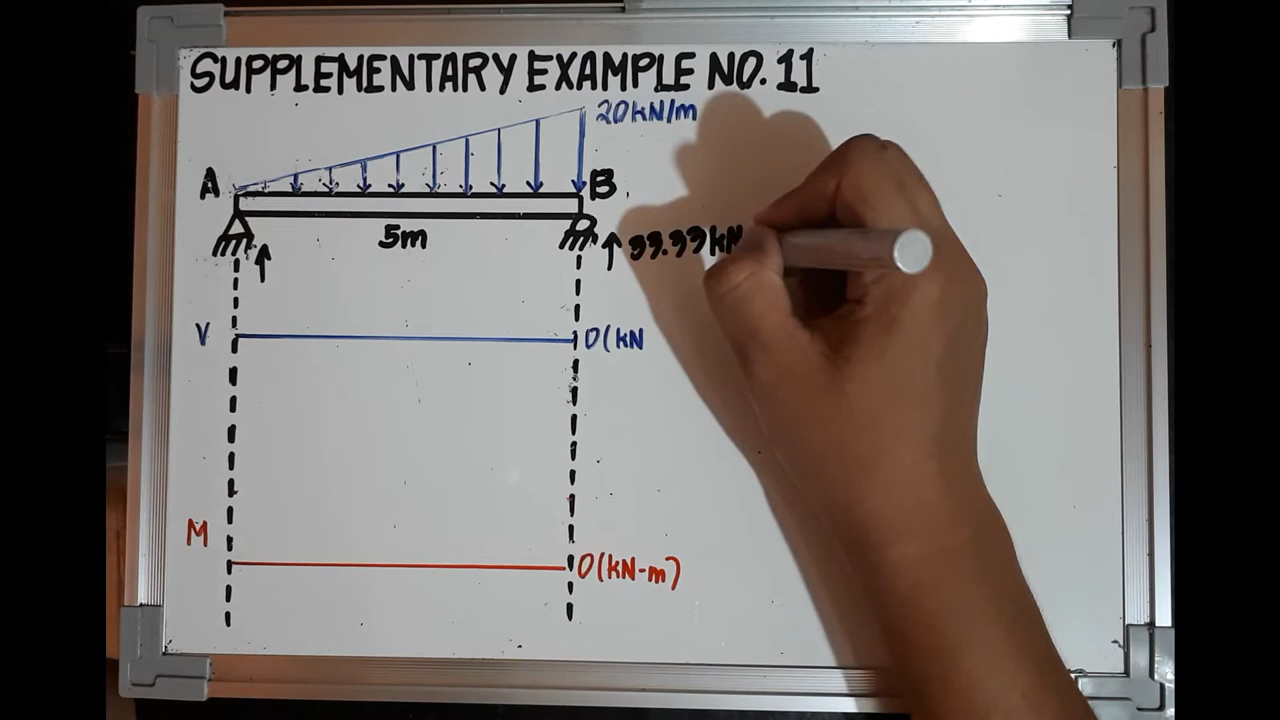 SUPPLEMENTARY EXAMPLE NO. 11
20kN/m
A
B
5m
33.33kN
V
0(kN
M
0(kN-m)